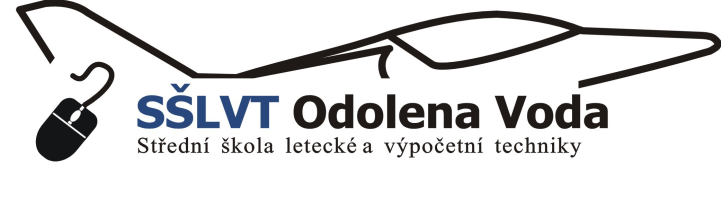 SŠLVT Odolena Voda
Střední škola letecké a výpočetní techniky